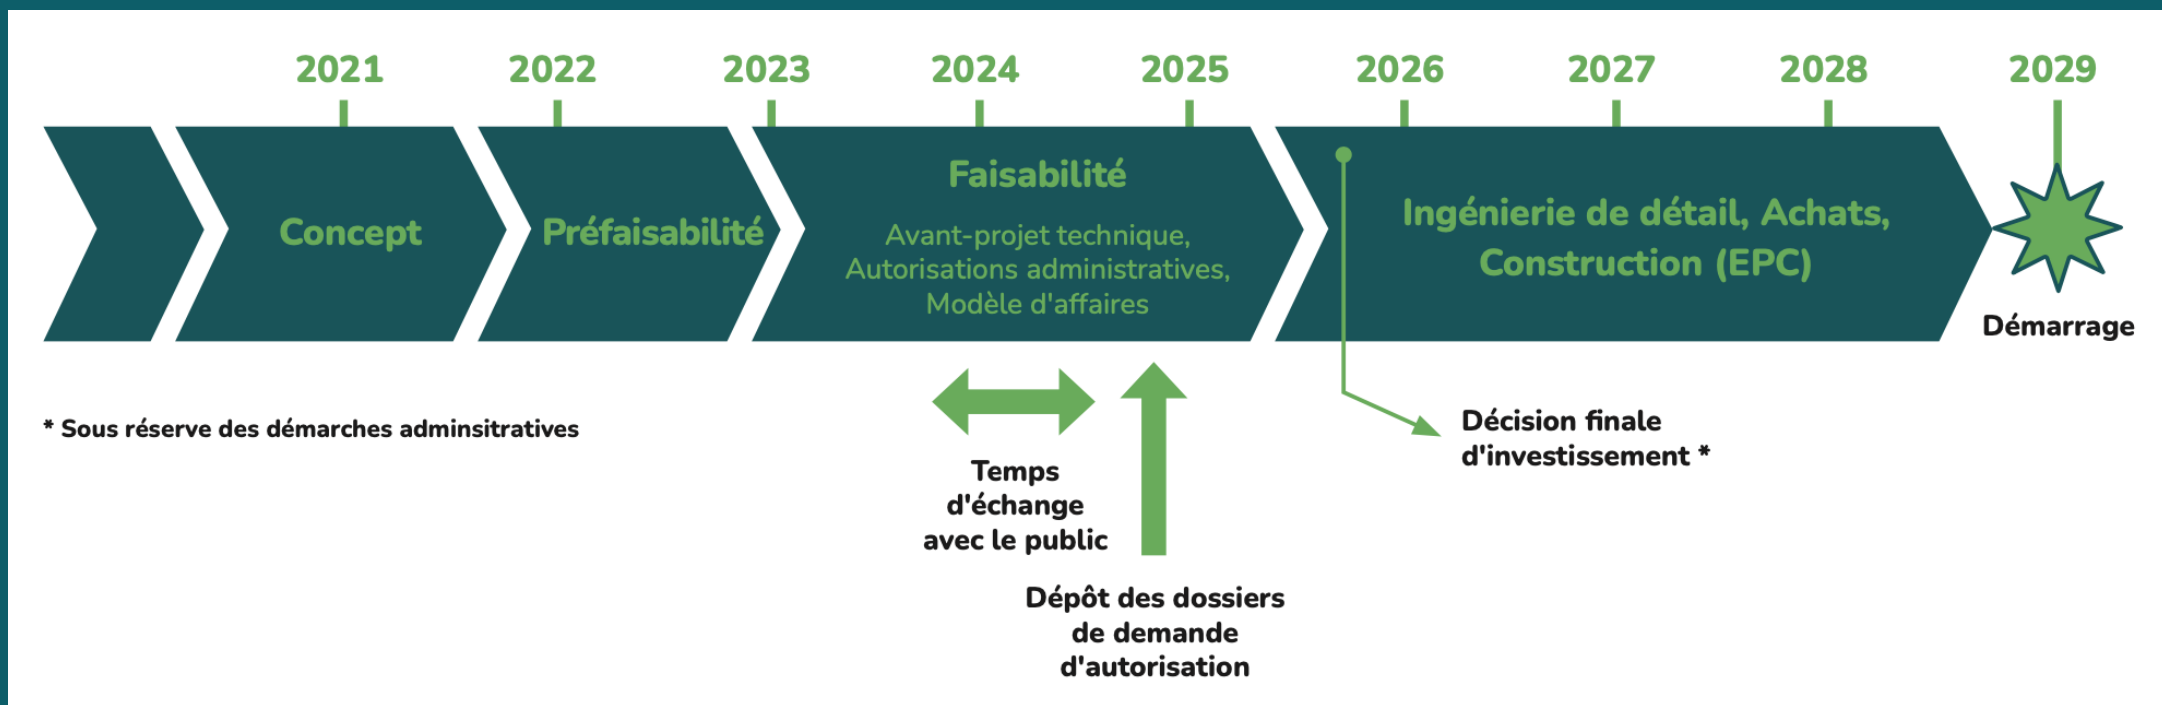 2021 2022 2023 2024 2025 2026 2027 2028 2029
Concept
Préfaisabilité
Faisabilité
Avant-projet technique,
Autorisations administratives,
Modèle d'affaires
Ingénierie de détail, Achats,
Construction (EPC)
Démarrage
* Sous réserve des démarches adminsitratives
Temps
d'échange
avec le public
Dépôt des dossiers
de demande
d'autorisation
Décision finale
d'investissement *